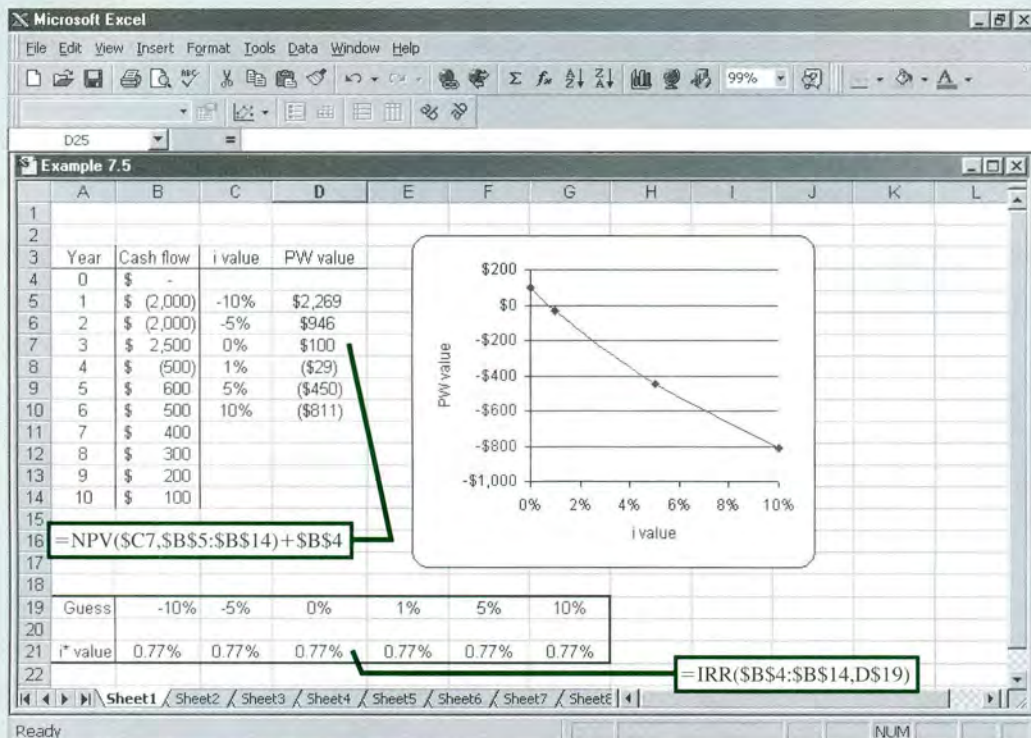 Microsoft Excel
File Edit View Insert Format Tools Data Window Help
99%
D25 =
Example 7.5
A B C D E F G H I J K L
1
2
3 Year Cash flow i value PW value
4 0 $ -
5 1 $ (2,000) -10% $2,269
6 2 $ (2,000) -5% $946
7 3 $ 2,500 0% $100
8 4 $ (500) 1% ($29)
9 5 $ 600 5% ($450)
10 6 $ 500 10% ($811)
11 7 $ 400
12 8 $ 300
13 9 $ 200
14 10 $ 100
15
16 =NPV($C7,$B$5:$B$14)+$B$4
17
18
19 Guess -10% -5% 0% 1% 5% 10%
20
21 i* value 0.77% 0.77% 0.77% 0.77% 0.77% 0.77%
22
=IRR($B$4:$B$14,D$19)
$200
$0
-$200
-$400
-$600
-$800
-$1,000
PW value
0% 2% 4% 6% 8% 10%
i value
Sheet1 Sheet2 Sheet3 Sheet4 Sheet5 Sheet6 Sheet7 Sheet8
Ready NUM